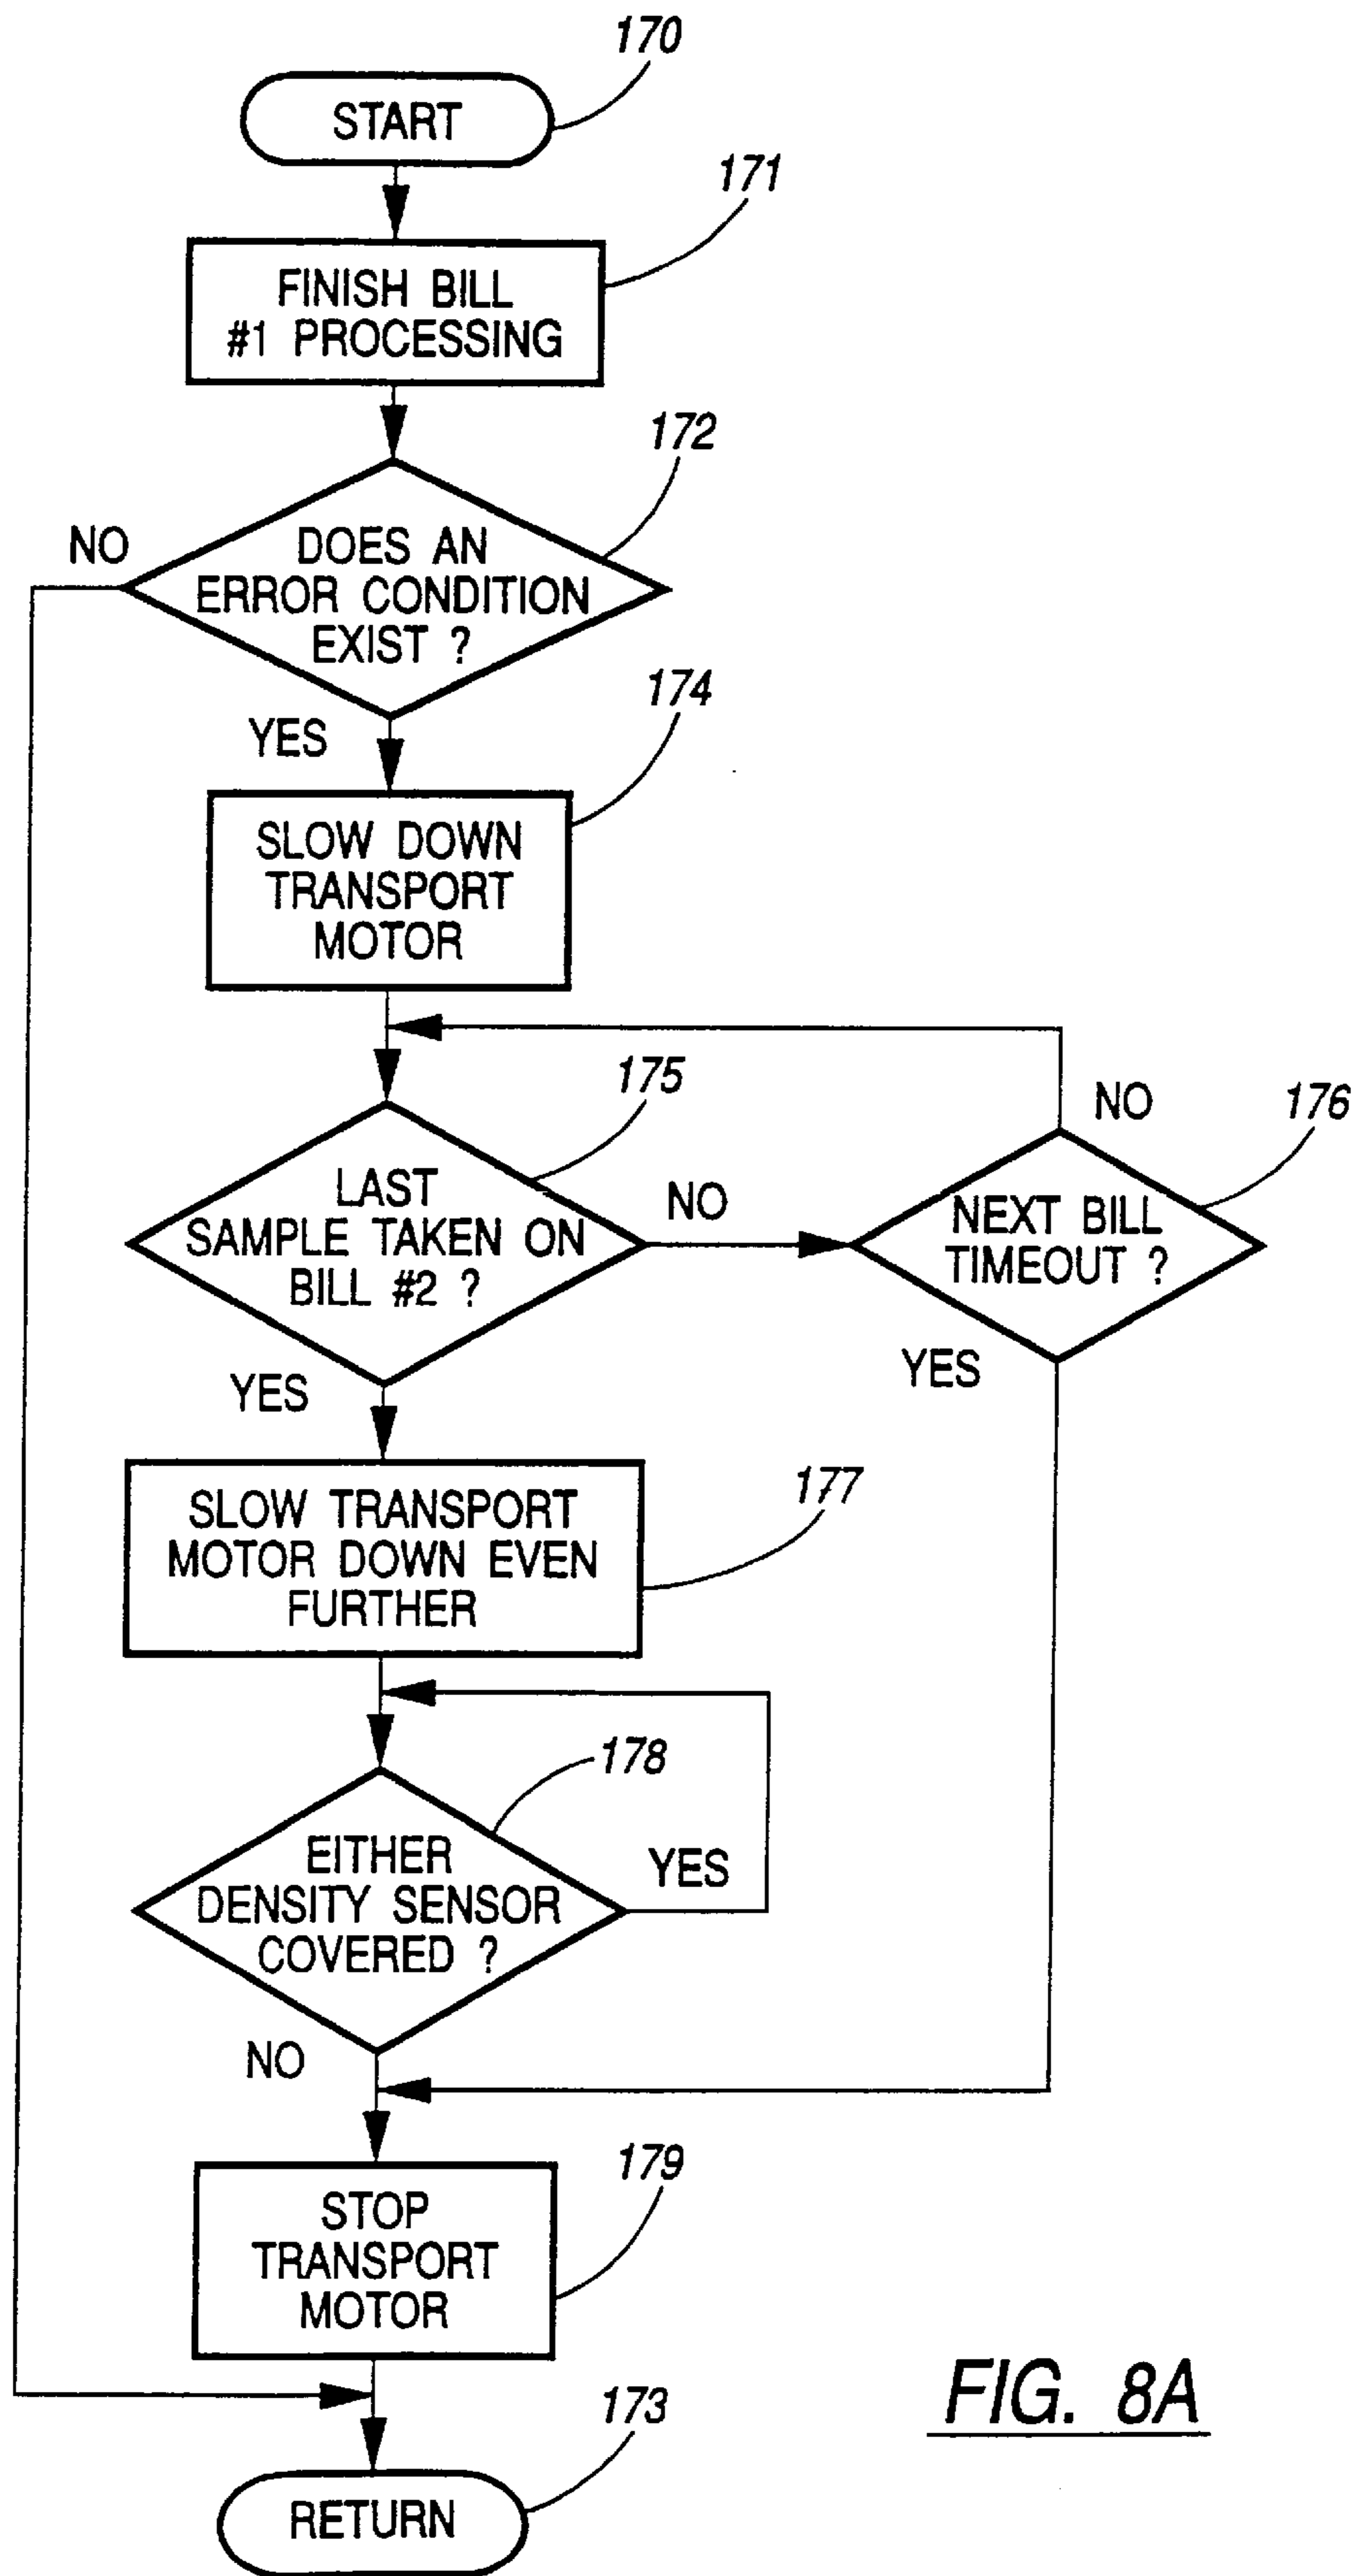 170
START
171
FINISH BILL
#1 PROCESSING
172
NO
DOES AN
ERROR CONDITION
EXIST ?
174
YES
SLOW DOWN
TRANSPORT
MOTOR
175
NO
176
LAST
SAMPLE TAKEN ON
BILL #2 ?
NO
NEXT BILL
TIMEOUT ?
YES
YES
177
SLOW TRANSPORT
MOTOR DOWN EVEN
FURTHER
178
EITHER
DENSITY SENSOR
COVERED ?
YES
NO
179
STOP
TRANSPORT
MOTOR
173
RETURN
FIG. 8A